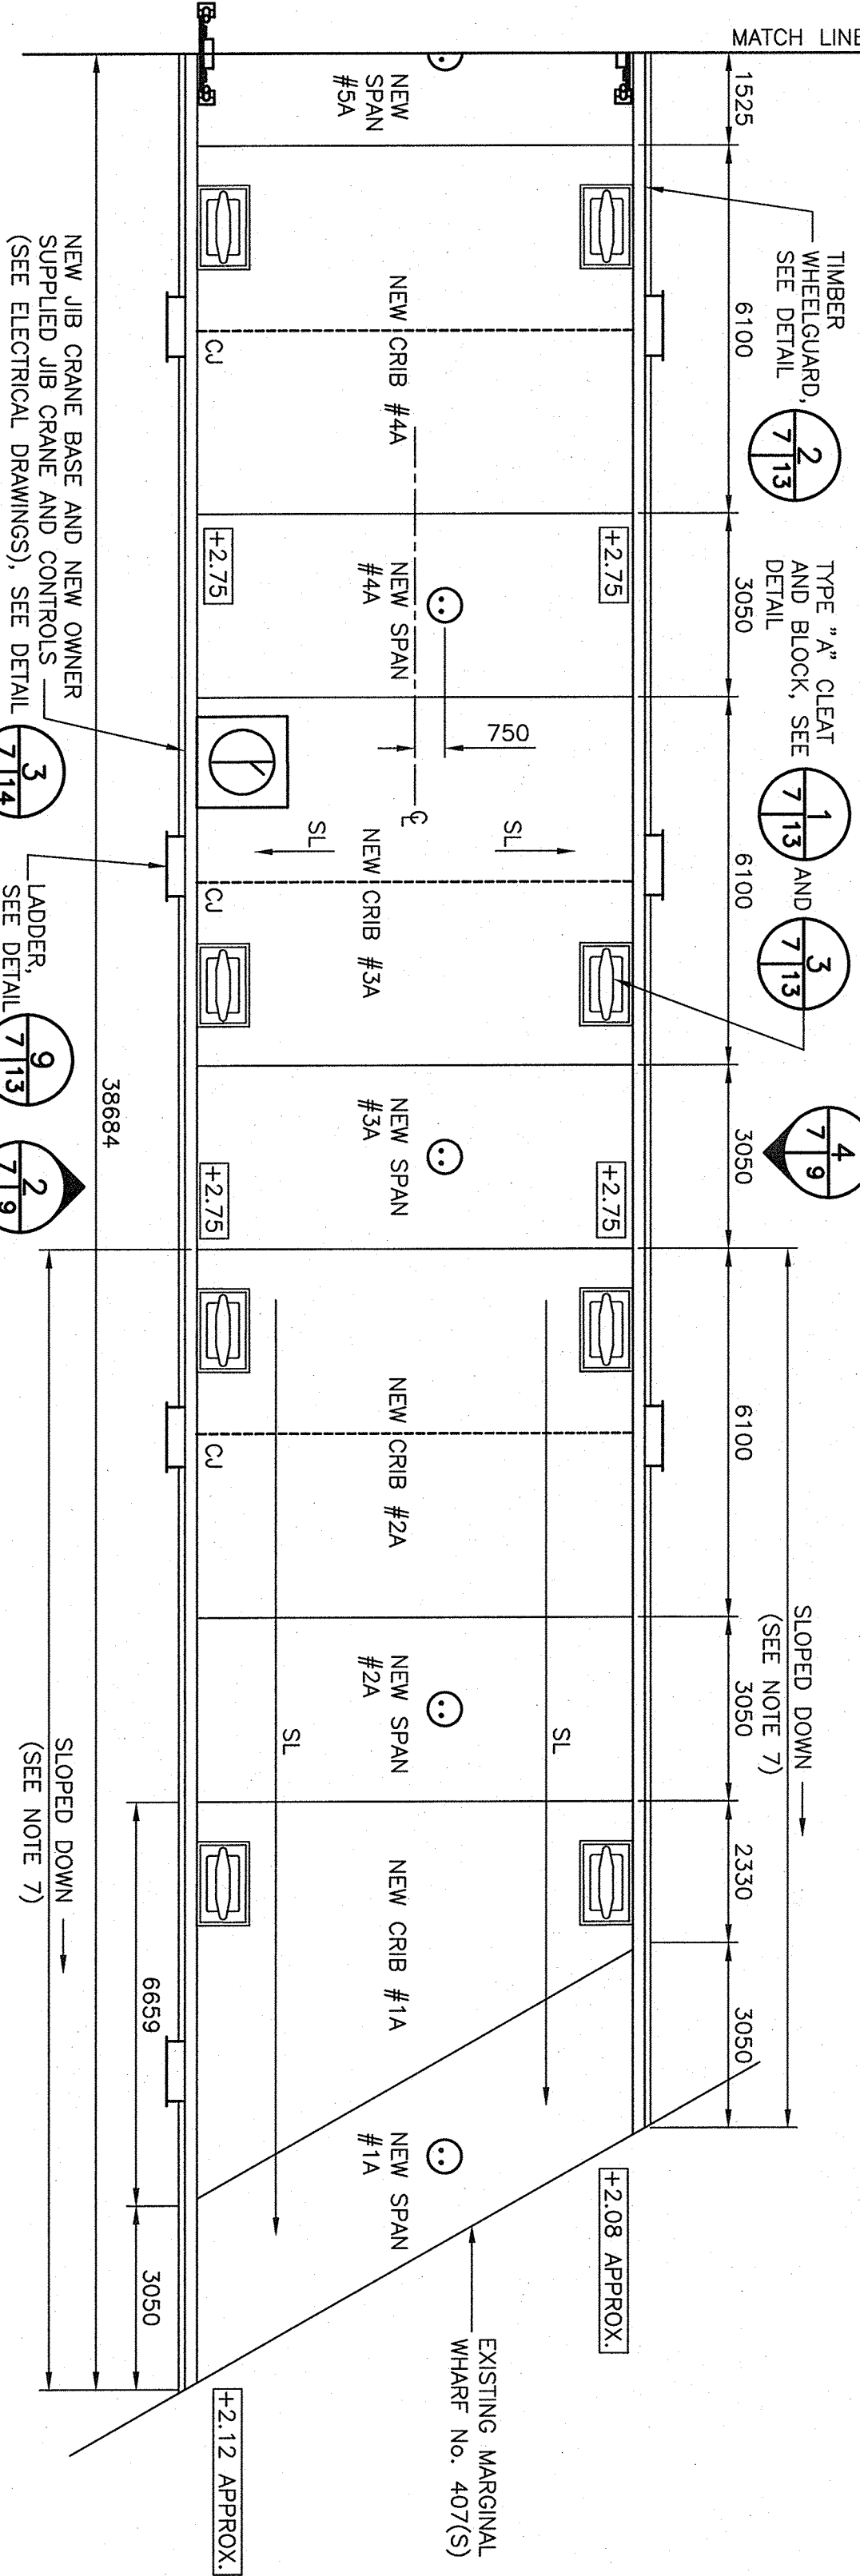 MATCH LINE
1525
6100
3050
6100
3050
6100
3050
2330
3050
TIMBER
WHEELGUARD,
SEE DETAIL
2
7 13
TYPE "A" CLEAT
AND BLOCK, SEE
DETAIL
1
7 13
AND
3
7 13
4
7 9
SLOPED DOWN
(SEE NOTE 7)
NEW
SPAN
#5A
NEW CRIB #4A
CJ
+2.75
NEW SPAN
#4A
+2.75
750
℄
SL
SL
NEW CRIB #3A
CJ
NEW SPAN
#3A
+2.75
+2.75
NEW CRIB #2A
CJ
NEW SPAN
#2A
SL
SL
NEW CRIB #1A
NEW SPAN
#1A
+2.08 APPROX.
+2.12 APPROX.
EXISTING MARGINAL
WHARF No. 407(S)
6659
3050
38684
NEW JIB CRANE BASE AND NEW OWNER
SUPPLIED JIB CRANE AND CONTROLS
(SEE ELECTRICAL DRAWINGS), SEE DETAIL
3
7 14
LADDER,
SEE DETAIL
9
7 13
2
7 9
SLOPED DOWN
(SEE NOTE 7)